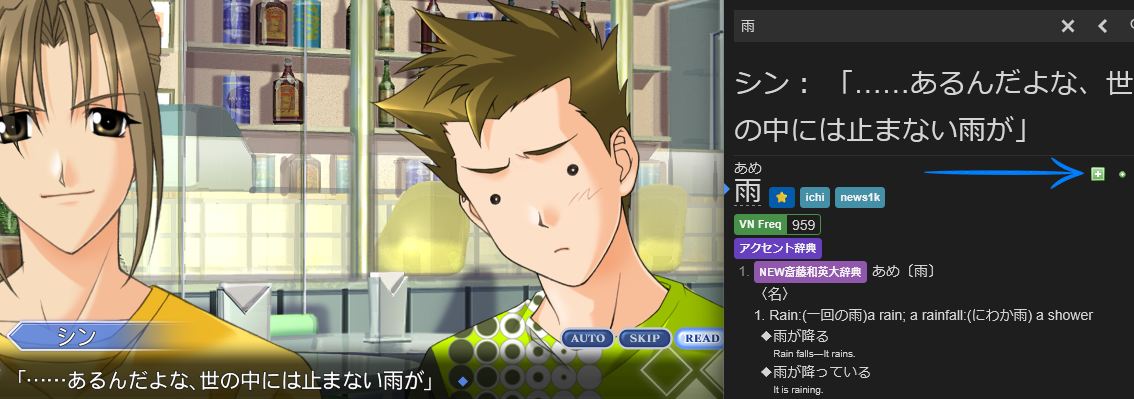 シン
「……あるんだよな､世の中には止まない雨が」
AUTO
SKIP
READ
雨
シン： 「……あるんだよな、世
の中には止まない雨が」
あめ
雨
ichi
news1k
VN Freq 959
アクセント辞典
1. NEW斎藤和英大辞典 あめ〔雨〕
〈名〉
1. Rain:(一回の雨)a rain; a rainfall:(にわか雨) a shower
◆雨が降る
Rain falls—It rains.
◆雨が降っている
It is raining.